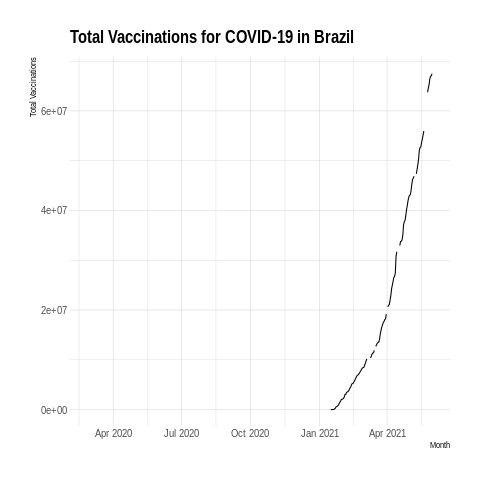 Total Vaccinations for COVID-19 in Brazil
Total Vaccinations
6e+07
4e+07
2e+07
0e+00
Apr 2020 Jul 2020 Oct 2020 Jan 2021 Apr 2021
Month